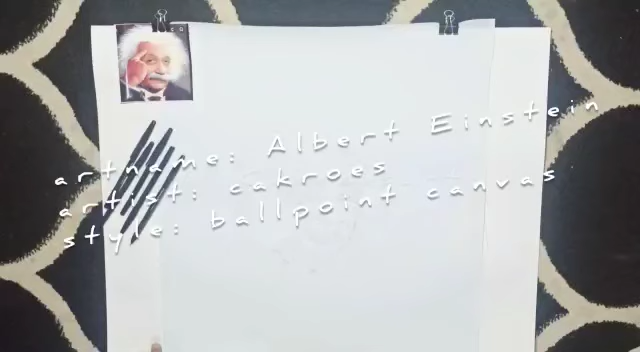 artname: Albert Einstein
artist: cakroes
style: ballpoint canvas